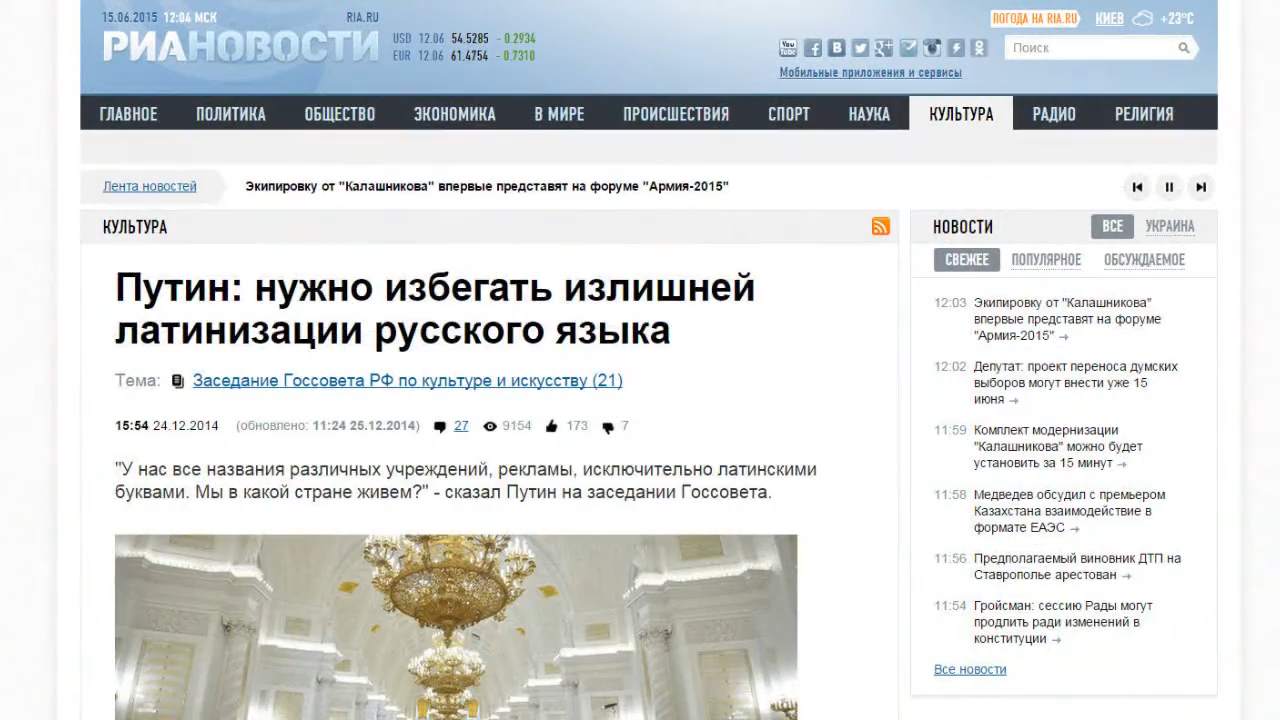 15.06.2015 12:04 МСК RIA.RU
РИАНОВОСТИ
USD 12.06 54.5285 - 0.2934
EUR 12.06 61.4754 - 0.7310
ПОГОДА НА RIA.RU КИЕВ +23°C
You Tube f B g+
Поиск
Мобильные приложения и сервисы
ГЛАВНОЕ ПОЛИТИКА ОБЩЕСТВО ЭКОНОМИКА В МИРЕ ПРОИСШЕСТВИЯ СПОРТ НАУКА КУЛЬТУРА РАДИО РЕЛИГИЯ
Лента новостей Экипировку от "Калашникова" впервые представят на форуме "Армия-2015"
КУЛЬТУРА
Путин: нужно избегать излишней
латинизации русского языка
Тема: Заседание Госсовета РФ по культуре и искусству (21)
15:54 24.12.2014 (обновлено: 11:24 25.12.2014) 27 9154 173 7
"У нас все названия различных учреждений, рекламы, исключительно латинскими
буквами. Мы в какой стране живем?" - сказал Путин на заседании Госсовета.
НОВОСТИ ВСЕ УКРАИНА
СВЕЖЕЕ ПОПУЛЯРНОЕ ОБСУЖДАЕМОЕ
12:03 Экипировку от "Калашникова"
впервые представят на форуме
"Армия-2015" →
12:02 Депутат: проект переноса думских
выборов могут внести уже 15
июня →
11:59 Комплект модернизации
"Калашникова" можно будет
установить за 15 минут →
11:58 Медведев обсудил с премьером
Казахстана взаимодействие в
формате ЕАЭС →
11:56 Предполагаемый виновник ДТП на
Ставрополье арестован →
11:54 Гройсман: сессию Рады могут
продлить ради изменений в
конституции →
Все новости